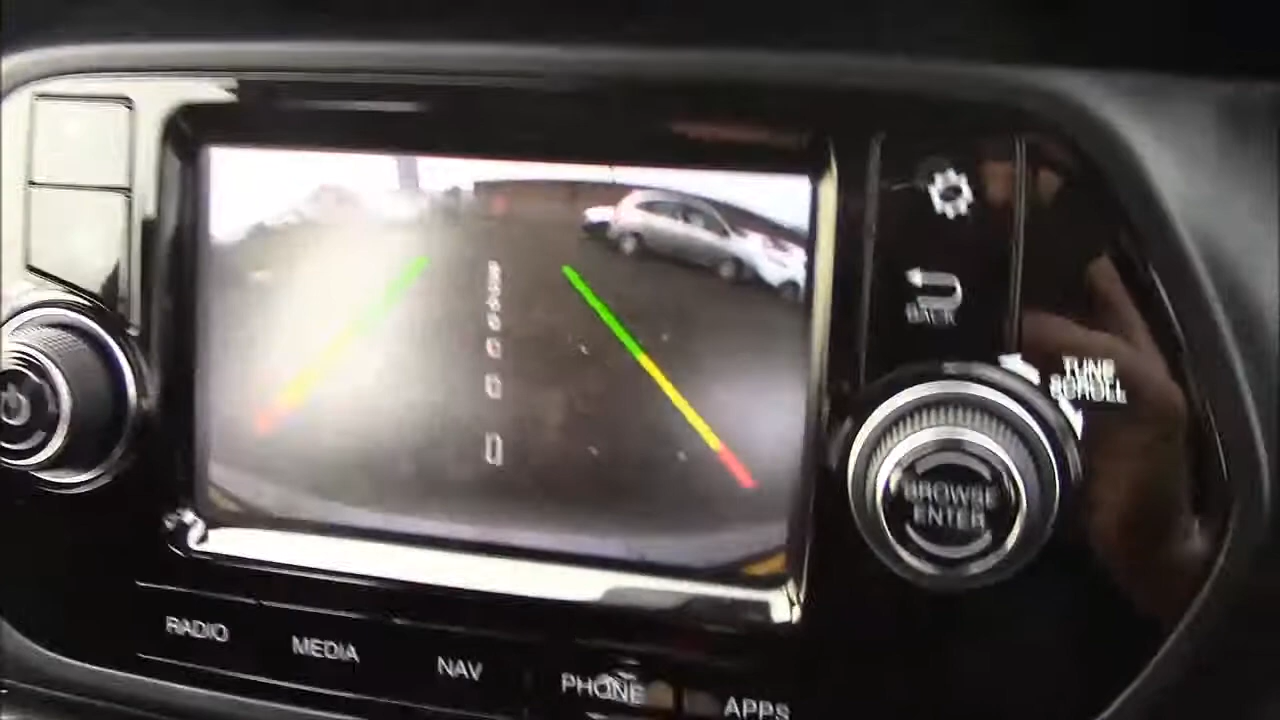 BACK
TUNE
SCROLL
BROWSE
ENTER
RADIO
MEDIA
NAV
PHONE
APPS